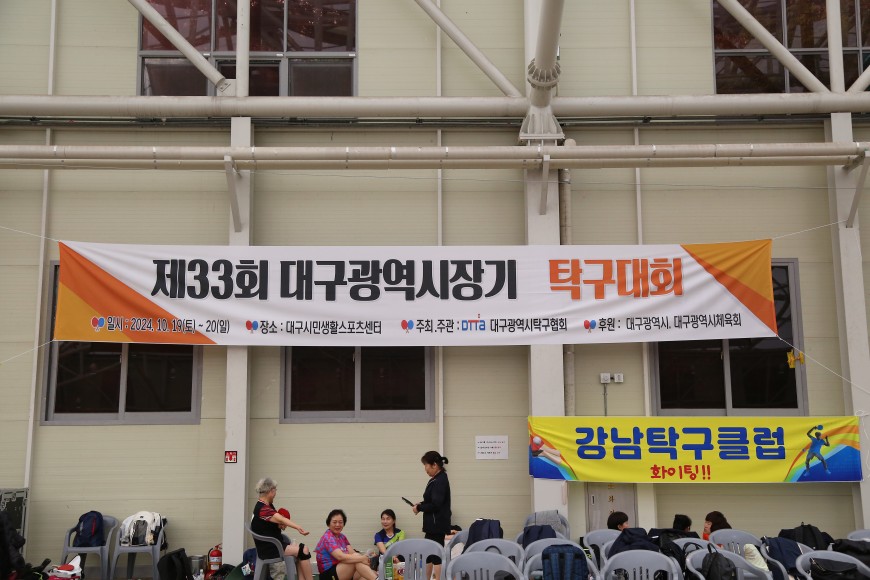 제33회 대구광역시장기 탁구대회
일시 : 2024. 10. 19(토) ~ 20(일) 장소 : 대구시민생활스포츠센터 주최.주관 : DTTa 대구광역시탁구협회 후원 : 대구광역시, 대구광역시체육회
강남탁구클럽
화이팅!!